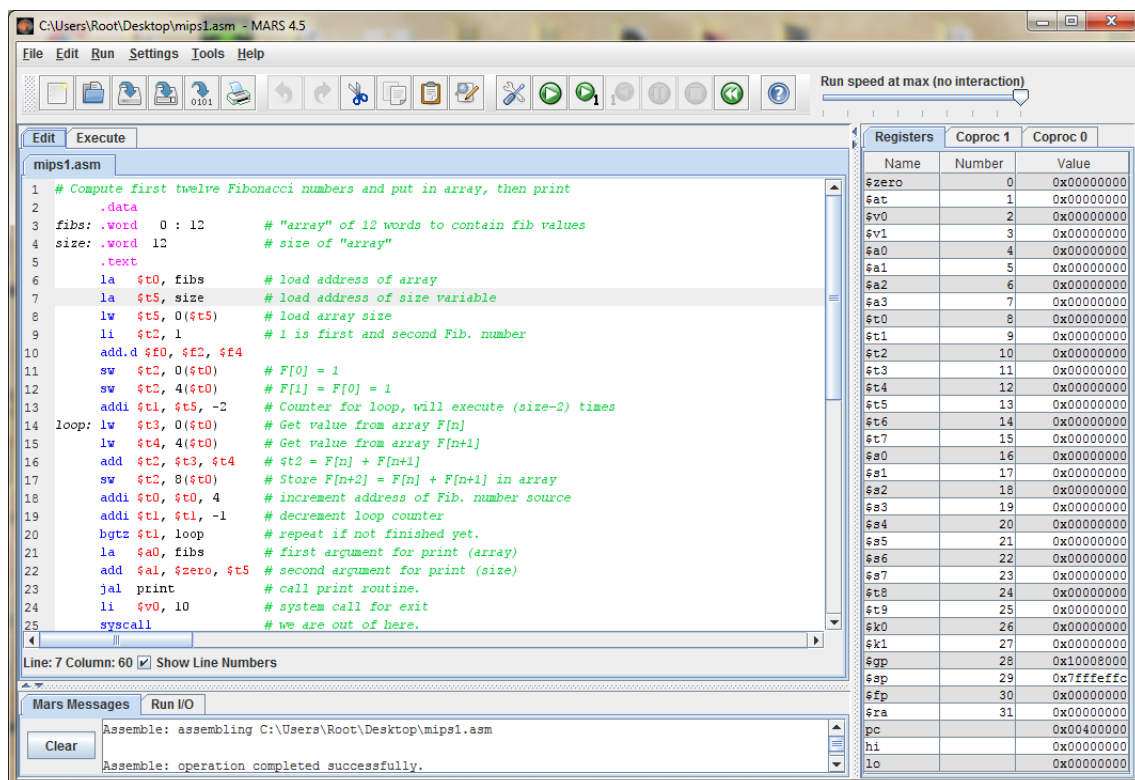 C:\Users\Root\Desktop\mips1.asm - MARS 4.5
File Edit Run Settings Tools Help
Run speed at max (no interaction)
Edit Execute
mips1.asm
1 # Compute first twelve Fibonacci numbers and put in array, then print
2 .data
3 fibs: .word 0 : 12 # "array" of 12 words to contain fib values
4 size: .word 12 # size of "array"
5 .text
6 la $t0, fibs # load address of array
7 la $t5, size # load address of size variable
8 lw $t5, 0($t5) # load array size
9 li $t2, 1 # 1 is first and second Fib. number
10 add.d $f0, $f2, $f4
11 sw $t2, 0($t0) # F[0] = 1
12 sw $t2, 4($t0) # F[1] = F[0] = 1
13 addi $t1, $t5, -2 # Counter for loop, will execute (size-2) times
14 loop: lw $t3, 0($t0) # Get value from array F[n]
15 lw $t4, 4($t0) # Get value from array F[n+1]
16 add $t2, $t3, $t4 # $t2 = F[n] + F[n+1]
17 sw $t2, 8($t0) # Store F[n+2] = F[n] + F[n+1] in array
18 addi $t0, $t0, 4 # increment address of Fib. number source
19 addi $t1, $t1, -1 # decrement loop counter
20 bgtz $t1, loop # repeat if not finished yet.
21 la $a0, fibs # first argument for print (array)
22 add $a1, $zero, $t5 # second argument for print (size)
23 jal print # call print routine.
24 li $v0, 10 # system call for exit
25 syscall # we are out of here.
Line: 7 Column: 60 Show Line Numbers
Mars Messages Run I/O
Clear
Assemble: assembling C:\Users\Root\Desktop\mips1.asm
Assemble: operation completed successfully.
Registers Coproc 1 Coproc 0
Name Number Value
$zero 0 0x00000000
$at 1 0x00000000
$v0 2 0x00000000
$v1 3 0x00000000
$a0 4 0x00000000
$a1 5 0x00000000
$a2 6 0x00000000
$a3 7 0x00000000
$t0 8 0x00000000
$t1 9 0x00000000
$t2 10 0x00000000
$t3 11 0x00000000
$t4 12 0x00000000
$t5 13 0x00000000
$t6 14 0x00000000
$t7 15 0x00000000
$s0 16 0x00000000
$s1 17 0x00000000
$s2 18 0x00000000
$s3 19 0x00000000
$s4 20 0x00000000
$s5 21 0x00000000
$s6 22 0x00000000
$s7 23 0x00000000
$t8 24 0x00000000
$t9 25 0x00000000
$k0 26 0x00000000
$k1 27 0x00000000
$gp 28 0x10008000
$sp 29 0x7fffeffc
$fp 30 0x00000000
$ra 31 0x00000000
pc 0x00400000
hi 0x00000000
lo 0x00000000